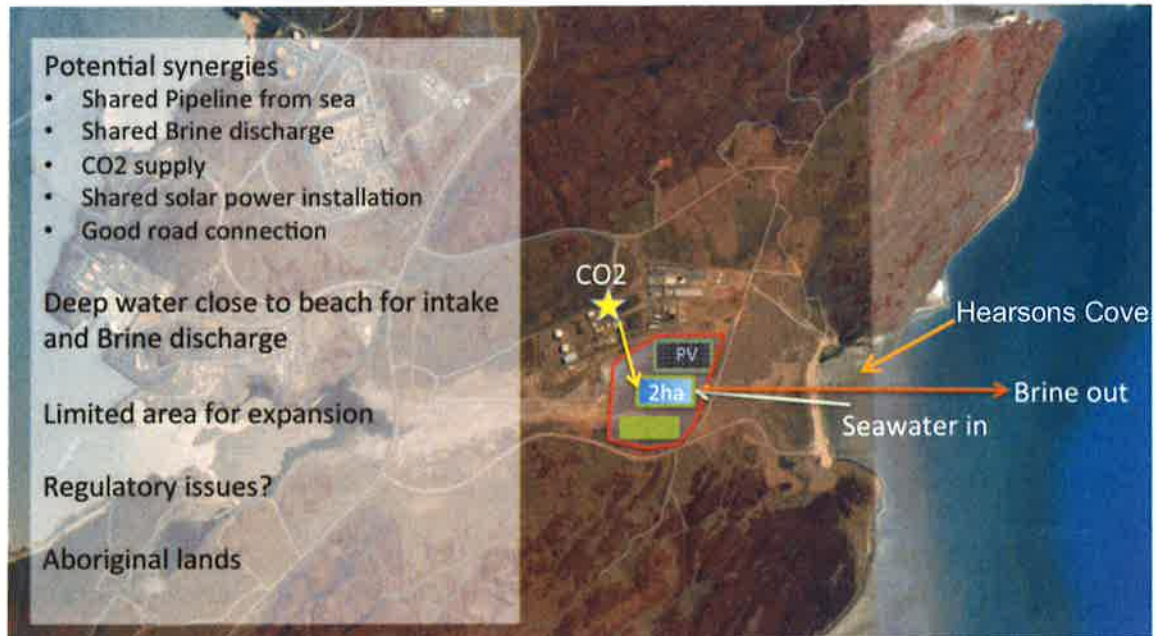 Potential synergies
• Shared Pipeline from sea
• Shared Brine discharge
• CO2 supply
• Shared solar power installation
• Good road connection
Deep water close to beach for intake
and Brine discharge
Limited area for expansion
Regulatory issues?
Aboriginal lands
CO2
PV
2ha
Hearsons Cove
Brine out
Seawater in